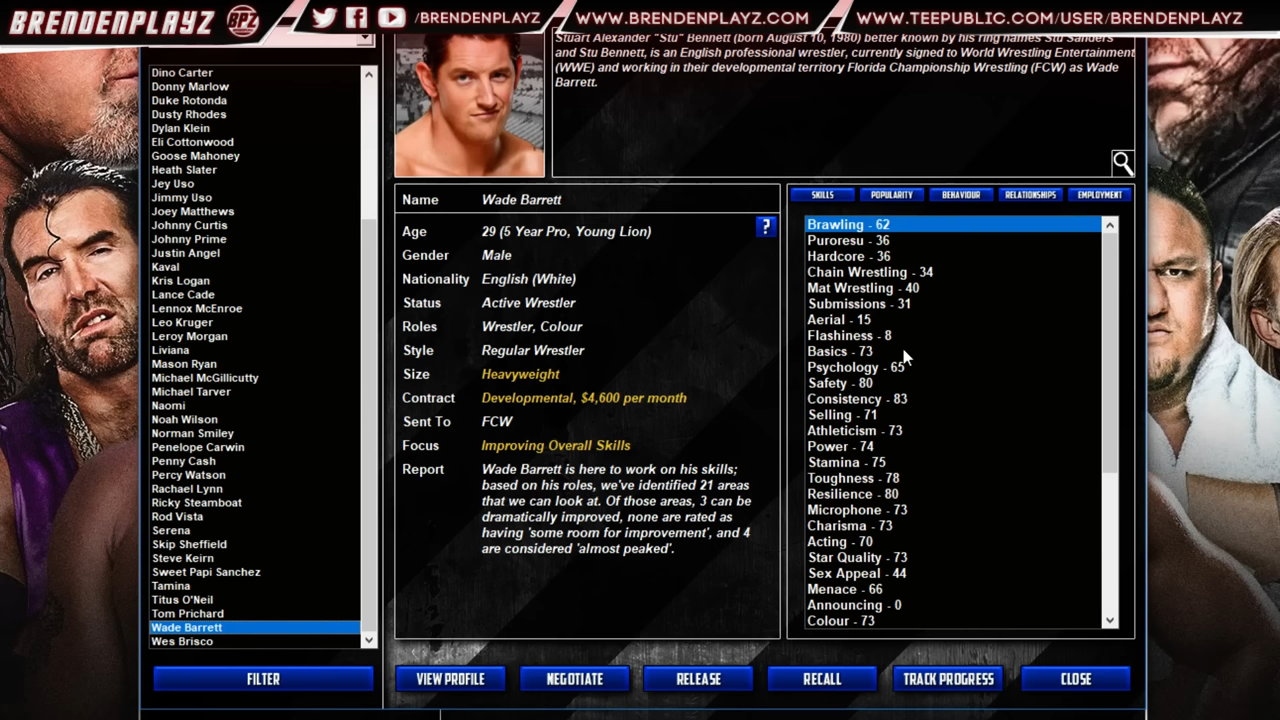 BRENDENPLAYZ BPZ /BRENDENPLAYZ WWW.BRENDENPLAYZ.COM WWW.TEEPUBLIC.COM/USER/BRENDENPLAYZ
Dino Carter
Donny Marlow
Duke Rotonda
Dusty Rhodes
Dylan Klein
Eli Cottonwood
Goose Mahoney
Heath Slater
Jey Uso
Jimmy Uso
Joey Matthews
Johnny Curtis
Johnny Prime
Justin Angel
Kaval
Kris Logan
Lance Cade
Lennox McEnroe
Leo Kruger
Leroy Morgan
Liviana
Mason Ryan
Michael McGillicutty
Michael Tarver
Naomi
Noah Wilson
Norman Smiley
Penelope Carwin
Penny Cash
Percy Watson
Rachael Lynn
Ricky Steamboat
Rod Vista
Serena
Skip Sheffield
Steve Keirn
Sweet Papi Sanchez
Tamina
Titus O'Neil
Tom Prichard
Wade Barrett
Wes Brisco
FILTER
Stuart Alexander "Stu" Bennett (born August 10, 1980) better known by his ring names Stu Sanders
and Stu Bennett, is an English professional wrestler, currently signed to World Wrestling Entertainment
(WWE) and working in their developmental territory Florida Championship Wrestling (FCW) as Wade
Barrett.
Name Wade Barrett
Age 29 (5 Year Pro, Young Lion) ?
Gender Male
Nationality English (White)
Status Active Wrestler
Roles Wrestler, Colour
Style Regular Wrestler
Size Heavyweight
Contract Developmental, $4,600 per month
Sent To FCW
Focus Improving Overall Skills
Report Wade Barrett is here to work on his skills;
based on his roles, we've identified 21 areas
that we can look at. Of those areas, 3 can be
dramatically improved, none are rated as
having 'some room for improvement', and 4
are considered 'almost peaked'.
SKILLS POPULARITY BEHAVIOUR RELATIONSHIPS EMPLOYMENT
Brawling - 62
Puroresu - 36
Hardcore - 36
Chain Wrestling - 34
Mat Wrestling - 40
Submissions - 31
Aerial - 15
Flashiness - 8
Basics - 73
Psychology - 65
Safety - 80
Consistency - 83
Selling - 71
Athleticism - 73
Power - 74
Stamina - 75
Toughness - 78
Resilience - 80
Microphone - 73
Charisma - 73
Acting - 70
Star Quality - 73
Sex Appeal - 44
Menace - 66
Announcing - 0
Colour - 73
VIEW PROFILE NEGOTIATE RELEASE RECALL TRACK PROGRESS CLOSE